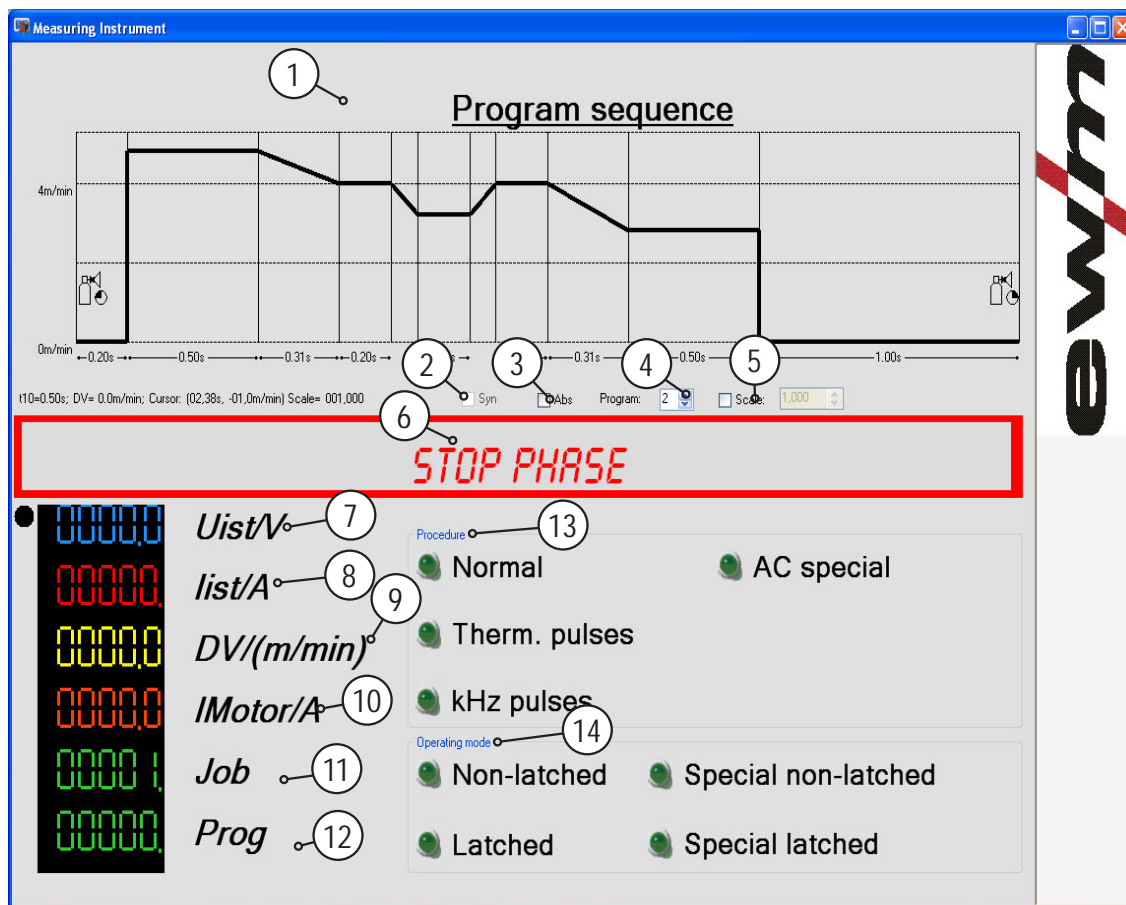 Measuring Instrument
1
Program sequence
4m/min
0m/min
0.20s 0.50s 0.31s 0.20s s 0.31s 0.50s 1.00s
2 3 4 5
t10=0.50s; DV= 0.0m/min; Cursor: (02,38s, -01,0m/min) Scale= 001,000 Syn Abs Program: 2 Scale: 1,000
6
STOP PHASE
0000,0 Uist/V 7
00000, Iist/A 8
9
0000,0 DV/(m/min)
0000,0 IMotor/A 10
00001, Job 11
00000, Prog 12
Procedure 13
Normal AC special
Therm. pulses
kHz pulses
Operating mode 14
Non-latched Special non-latched
Latched Special latched
ewm